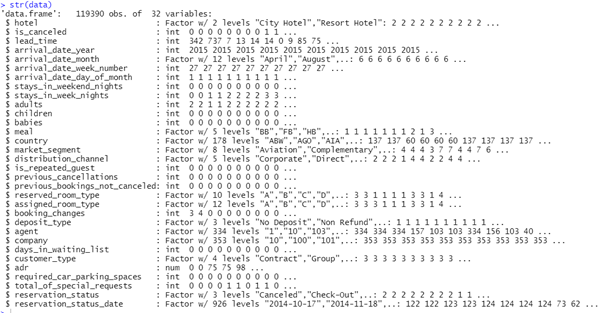 > str(data)
'data.frame': 119390 obs. of 32 variables:
$ hotel : Factor w/ 2 levels "City Hotel","Resort Hotel": 2 2 2 2 2 2 2 2 2 2 ...
$ is_canceled : int 0 0 0 0 0 0 0 0 1 1 ...
$ lead_time : int 342 737 7 13 14 14 0 9 85 75 ...
$ arrival_date_year : int 2015 2015 2015 2015 2015 2015 2015 2015 2015 2015 ...
$ arrival_date_month : Factor w/ 12 levels "April","August",..: 6 6 6 6 6 6 6 6 6 6 ...
$ arrival_date_week_number : int 27 27 27 27 27 27 27 27 27 27 ...
$ arrival_date_day_of_month : int 1 1 1 1 1 1 1 1 1 1 ...
$ stays_in_weekend_nights : int 0 0 0 0 0 0 0 0 0 0 ...
$ stays_in_week_nights : int 0 0 1 1 2 2 2 2 3 3 ...
$ adults : int 2 2 1 1 2 2 2 2 2 2 ...
$ children : int 0 0 0 0 0 0 0 0 0 0 ...
$ babies : int 0 0 0 0 0 0 0 0 0 0 ...
$ meal : Factor w/ 5 levels "BB","FB","HB",..: 1 1 1 1 1 1 1 2 1 3 ...
$ country : Factor w/ 178 levels "ABW","AGO","AIA",..: 137 137 60 60 60 60 137 137 137 137 ...
$ market_segment : Factor w/ 8 levels "Aviation","Complementary",..: 4 4 4 3 7 7 4 4 7 6 ...
$ distribution_channel : Factor w/ 5 levels "Corporate","Direct",..: 2 2 2 1 4 4 2 2 4 4 ...
$ is_repeated_guest : int 0 0 0 0 0 0 0 0 0 0 ...
$ previous_cancellations : int 0 0 0 0 0 0 0 0 0 0 ...
$ previous_bookings_not_canceled: int 0 0 0 0 0 0 0 0 0 0 ...
$ reserved_room_type : Factor w/ 10 levels "A","B","C","D",..: 3 3 1 1 1 1 3 3 1 4 ...
$ assigned_room_type : Factor w/ 12 levels "A","B","C","D",..: 3 3 3 1 1 1 3 3 1 4 ...
$ booking_changes : int 3 4 0 0 0 0 0 0 0 0 ...
$ deposit_type : Factor w/ 3 levels "No Deposit","Non Refund",..: 1 1 1 1 1 1 1 1 1 1 ...
$ agent : Factor w/ 334 levels "1","10","103",..: 334 334 334 157 103 103 334 156 103 40 ...
$ company : Factor w/ 353 levels "10","100","101",..: 353 353 353 353 353 353 353 353 353 353 ...
$ days_in_waiting_list : int 0 0 0 0 0 0 0 0 0 0 ...
$ customer_type : Factor w/ 4 levels "Contract","Group",..: 3 3 3 3 3 3 3 3 3 3 ...
$ adr : num 0 0 75 75 98 ...
$ required_car_parking_spaces : int 0 0 0 0 0 0 0 0 0 0 ...
$ total_of_special_requests : int 0 0 0 0 1 1 0 1 1 0 ...
$ reservation_status : Factor w/ 3 levels "Canceled","Check-Out",..: 2 2 2 2 2 2 2 2 1 1 ...
$ reservation_status_date : Factor w/ 926 levels "2014-10-17","2014-11-18",..: 122 122 123 123 124 124 124 124 73 62 ...
>